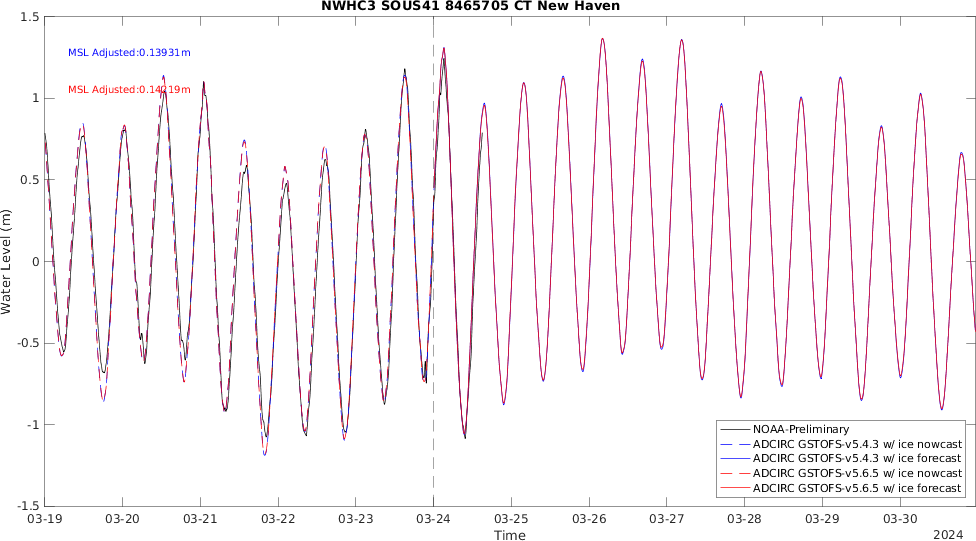 NWHC3 SOUS41 8465705 CT New Haven
1.5
1
0.5
0
-0.5
-1
-1.5
Water Level (m)
MSL Adjusted:0.13931m
MSL Adjusted:0.14219m
NOAA-Preliminary
ADCIRC GSTOFS-v5.4.3 w/ ice nowcast
ADCIRC GSTOFS-v5.4.3 w/ ice forecast
ADCIRC GSTOFS-v5.6.5 w/ ice nowcast
ADCIRC GSTOFS-v5.6.5 w/ ice forecast
03-19 03-20 03-21 03-22 03-23 03-24 03-25 03-26 03-27 03-28 03-29 03-30
Time
2024